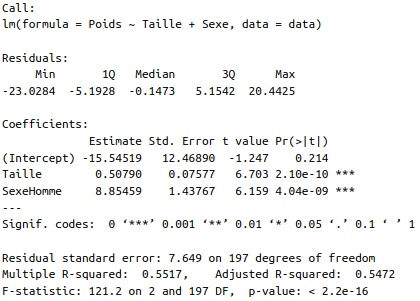 Call:
lm(formula = Poids ~ Taille + Sexe, data = data)
Residuals:
Min 1Q Median 3Q Max
-23.0284 -5.1928 -0.1473 5.1542 20.4425
Coefficients:
Estimate Std. Error t value Pr(>|t|)
(Intercept) -15.54519 12.46890 -1.247 0.214
Taille 0.50790 0.07577 6.703 2.10e-10 ***
SexeHomme 8.85459 1.43767 6.159 4.04e-09 ***
---
Signif. codes: 0 ‘***’ 0.001 ‘**’ 0.01 ‘*’ 0.05 ‘.’ 0.1 ‘ ’ 1
Residual standard error: 7.649 on 197 degrees of freedom
Multiple R-squared: 0.5517, Adjusted R-squared: 0.5472
F-statistic: 121.2 on 2 and 197 DF, p-value: < 2.2e-16